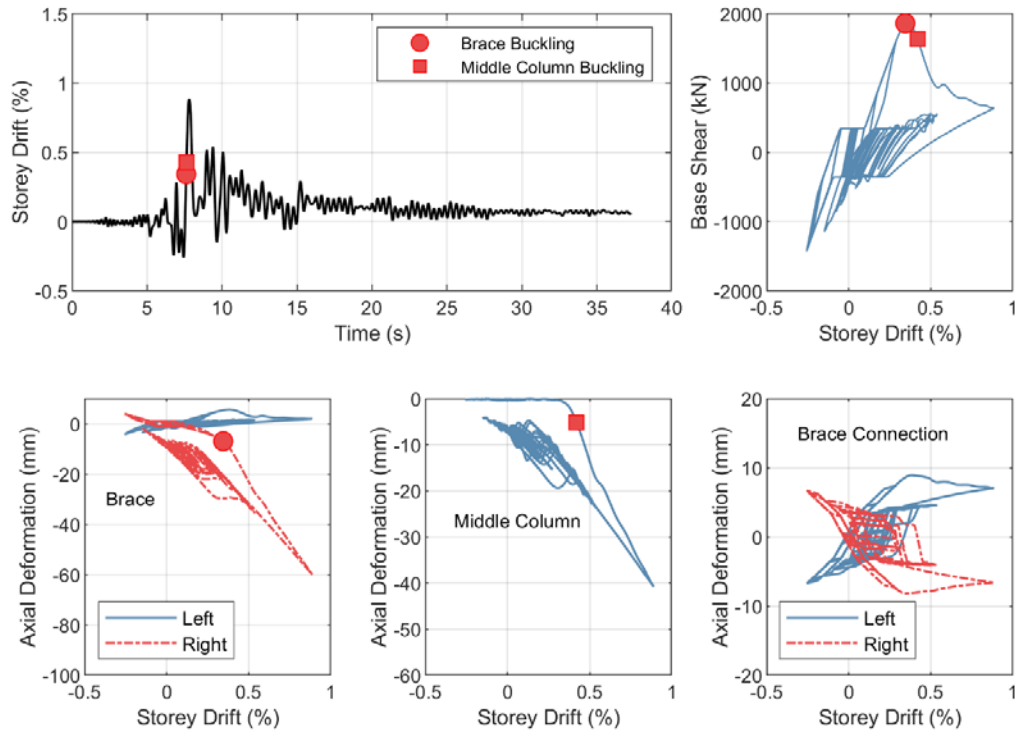 1.5
1
0.5
0
-0.5
Storey Drift (%)
Brace Buckling
Middle Column Buckling
0 5 10 15 20 25 30 35 40
Time (s)
2000
1000
0
-1000
-2000
Base Shear (kN)
-0.5 0 0.5 1
Storey Drift (%)
0
-20
-40
-60
-80
-100
Axial Deformation (mm)
Brace
Left
Right
-0.5 0 0.5 1
Storey Drift (%)
0
-10
-20
-30
-40
-50
-60
Axial Deformation (mm)
Middle Column
-0.5 0 0.5 1
Storey Drift (%)
20
10
0
-10
-20
Axial Deformation (mm)
Brace Connection
Left
Right
-0.5 0 0.5 1
Storey Drift (%)